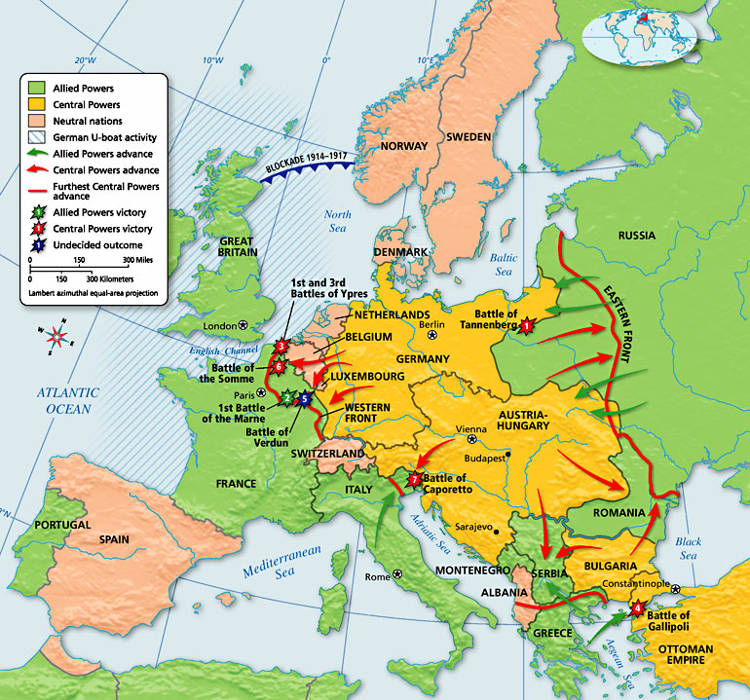 20°W
10°W
0°
10°E
Allied Powers
Central Powers
Neutral nations
German U-boat activity
Allied Powers advance
Central Powers advance
Furthest Central Powers
advance
1 Allied Powers victory
1 Central Powers victory
1 Undecided outcome
0 150 300 Miles
0 150 300 Kilometers
Lambert azimuthal equal-area projection
N
E
S
W
BLOCKADE 1914–1917
NORWAY
SWEDEN
North
Sea
GREAT
BRITAIN
DENMARK
Baltic
Sea
RUSSIA
1st and 3rd
Battles of Ypres
NETHERLANDS
London
BELGIUM
Berlin
Battle of
Tannenberg
1
EASTERN FRONT
English Channel
3
6
GERMANY
Battle of
the Somme
LUXEMBOURG
ATLANTIC
OCEAN
Paris
2
5
1st Battle
of the Marne
WESTERN
FRONT
Battle of
Verdun
AUSTRIA-
HUNGARY
Vienna
Budapest
SWITZERLAND
7
Battle of
Caporetto
FRANCE
ITALY
ROMANIA
PORTUGAL
SPAIN
Adriatic Sea
Sarajevo
Black
Sea
Mediterranean
Sea
MONTENEGRO
SERBIA
BULGARIA
Rome
ALBANIA
Constantinople
4
Battle of
Gallipoli
GREECE
Aegean
Sea
OTTOMAN
EMPIRE